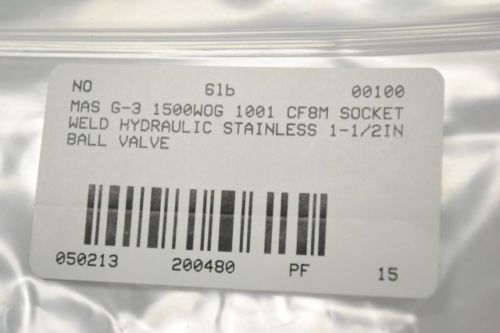 NO 6lb 00100
MAS G-3 1500WOG 1001 CF8M SOCKET
WELD HYDRAULIC STAINLESS 1-1/2IN
BALL VALVE
050213 200480 PF 15